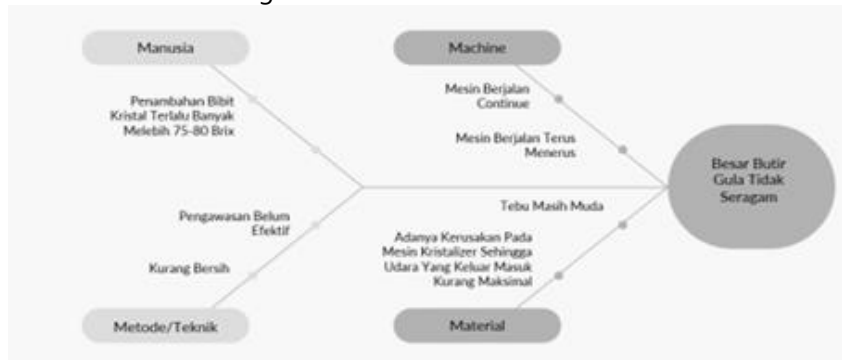 Manusia
Machine
Penambahan Bibit
Kristal Terlalu Banyak
Melebih 75-80 Brix
Mesin Berjalan
Continue
Mesin Berjalan Terus
Menerus
Besar Butir
Gula Tidak
Seragam
Pengawasan Belum
Efektif
Kurang Bersih
Tebu Masih Muda
Adanya Kerusakan Pada
Mesin Kristalizer Sehingga
Udara Yang Keluar Masuk
Kurang Maksimal
Metode/Teknik
Material